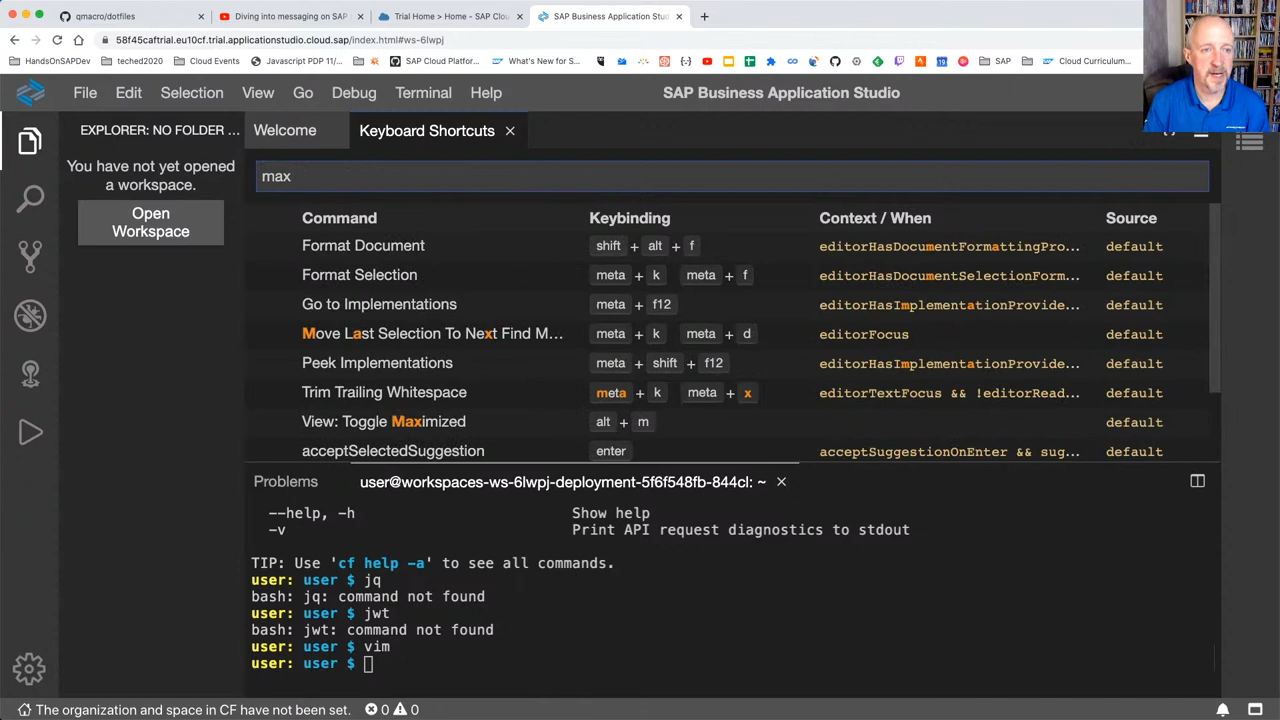 qmacro/dotfiles
Diving into messaging on SAP
Trial Home > Home - SAP Clou
SAP Business Application Studio
58f45caftrial.eu10cf.trial.applicationstudio.cloud.sap/index.html#ws-6lwpj
HandsOnSAPDev teched2020 Cloud Events Javascript PDP 11/... SAP Cloud Platfor... What's New for S... SAP Cloud Curriculum...
File Edit Selection View Go Debug Terminal Help SAP Business Application Studio
EXPLORER: NO FOLDER ... Welcome Keyboard Shortcuts
You have not yet opened
a workspace.
Open
Workspace
max
Command Keybinding Context / When Source
Format Document shift + alt + f editorHasDocumentFormattingPro... default
Format Selection meta + k meta + f editorHasDocumentSelectionForm... default
Go to Implementations meta + f12 editorHasImplementationProvide... default
Move Last Selection To Next Find M... meta + k meta + d editorFocus default
Peek Implementations meta + shift + f12 editorHasImplementationProvide... default
Trim Trailing Whitespace meta + k meta + x editorTextFocus && !editorRead... default
View: Toggle Maximized alt + m default
acceptSelectedSuggestion enter acceptSuggestionOnEnter && sug... default
Problems user@workspaces-ws-6lwpj-deployment-5f6f548fb-844cl: ~
--help, -h Show help
-v Print API request diagnostics to stdout
TIP: Use 'cf help -a' to see all commands.
user: user $ jq
bash: jq: command not found
user: user $ jwt
bash: jwt: command not found
user: user $ vim
user: user $
The organization and space in CF have not been set. 0 0